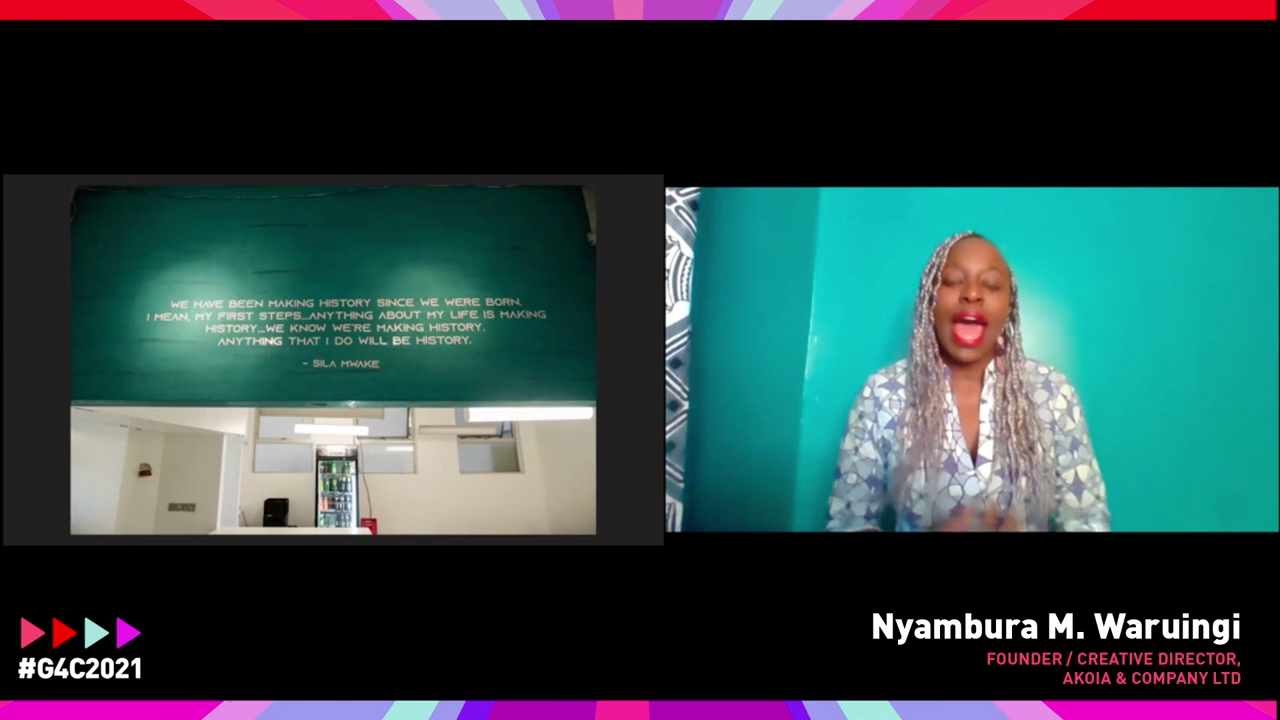 WE HAVE BEEN MAKING HISTORY SINCE WE WERE BORN.
I MEAN, MY FIRST STEPS...ANYTHING ABOUT MY LIFE IS MAKING
HISTORY...WE KNOW WE'RE MAKING HISTORY.
ANYTHING THAT I DO WILL BE HISTORY.
- SILA MWAKE
#G4C2021
Nyambura M. Waruingi
FOUNDER / CREATIVE DIRECTOR,
AKOIA & COMPANY LTD